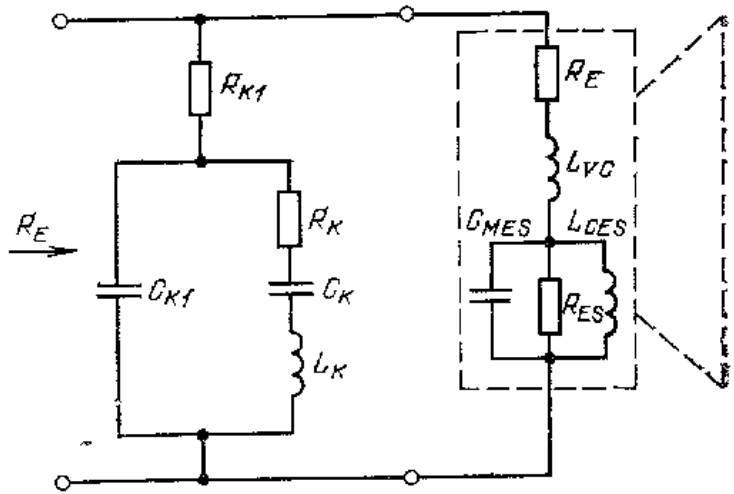 R_K1
R_E
L_VC
R_E
C_MES
L_CES
R_K
C_K1
C_K
R_ES
L_K